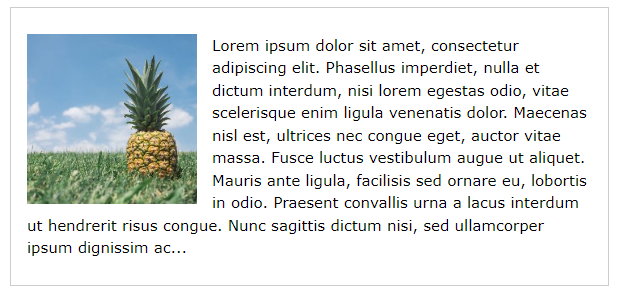 Lorem ipsum dolor sit amet, consectetur
adipiscing elit. Phasellus imperdiet, nulla et
dictum interdum, nisi lorem egestas odio, vitae
scelerisque enim ligula venenatis dolor. Maecenas
nisl est, ultrices nec congue eget, auctor vitae
massa. Fusce luctus vestibulum augue ut aliquet.
Mauris ante ligula, facilisis sed ornare eu, lobortis
in odio. Praesent convallis urna a lacus interdum
ut hendrerit risus congue. Nunc sagittis dictum nisi, sed ullamcorper
ipsum dignissim ac...